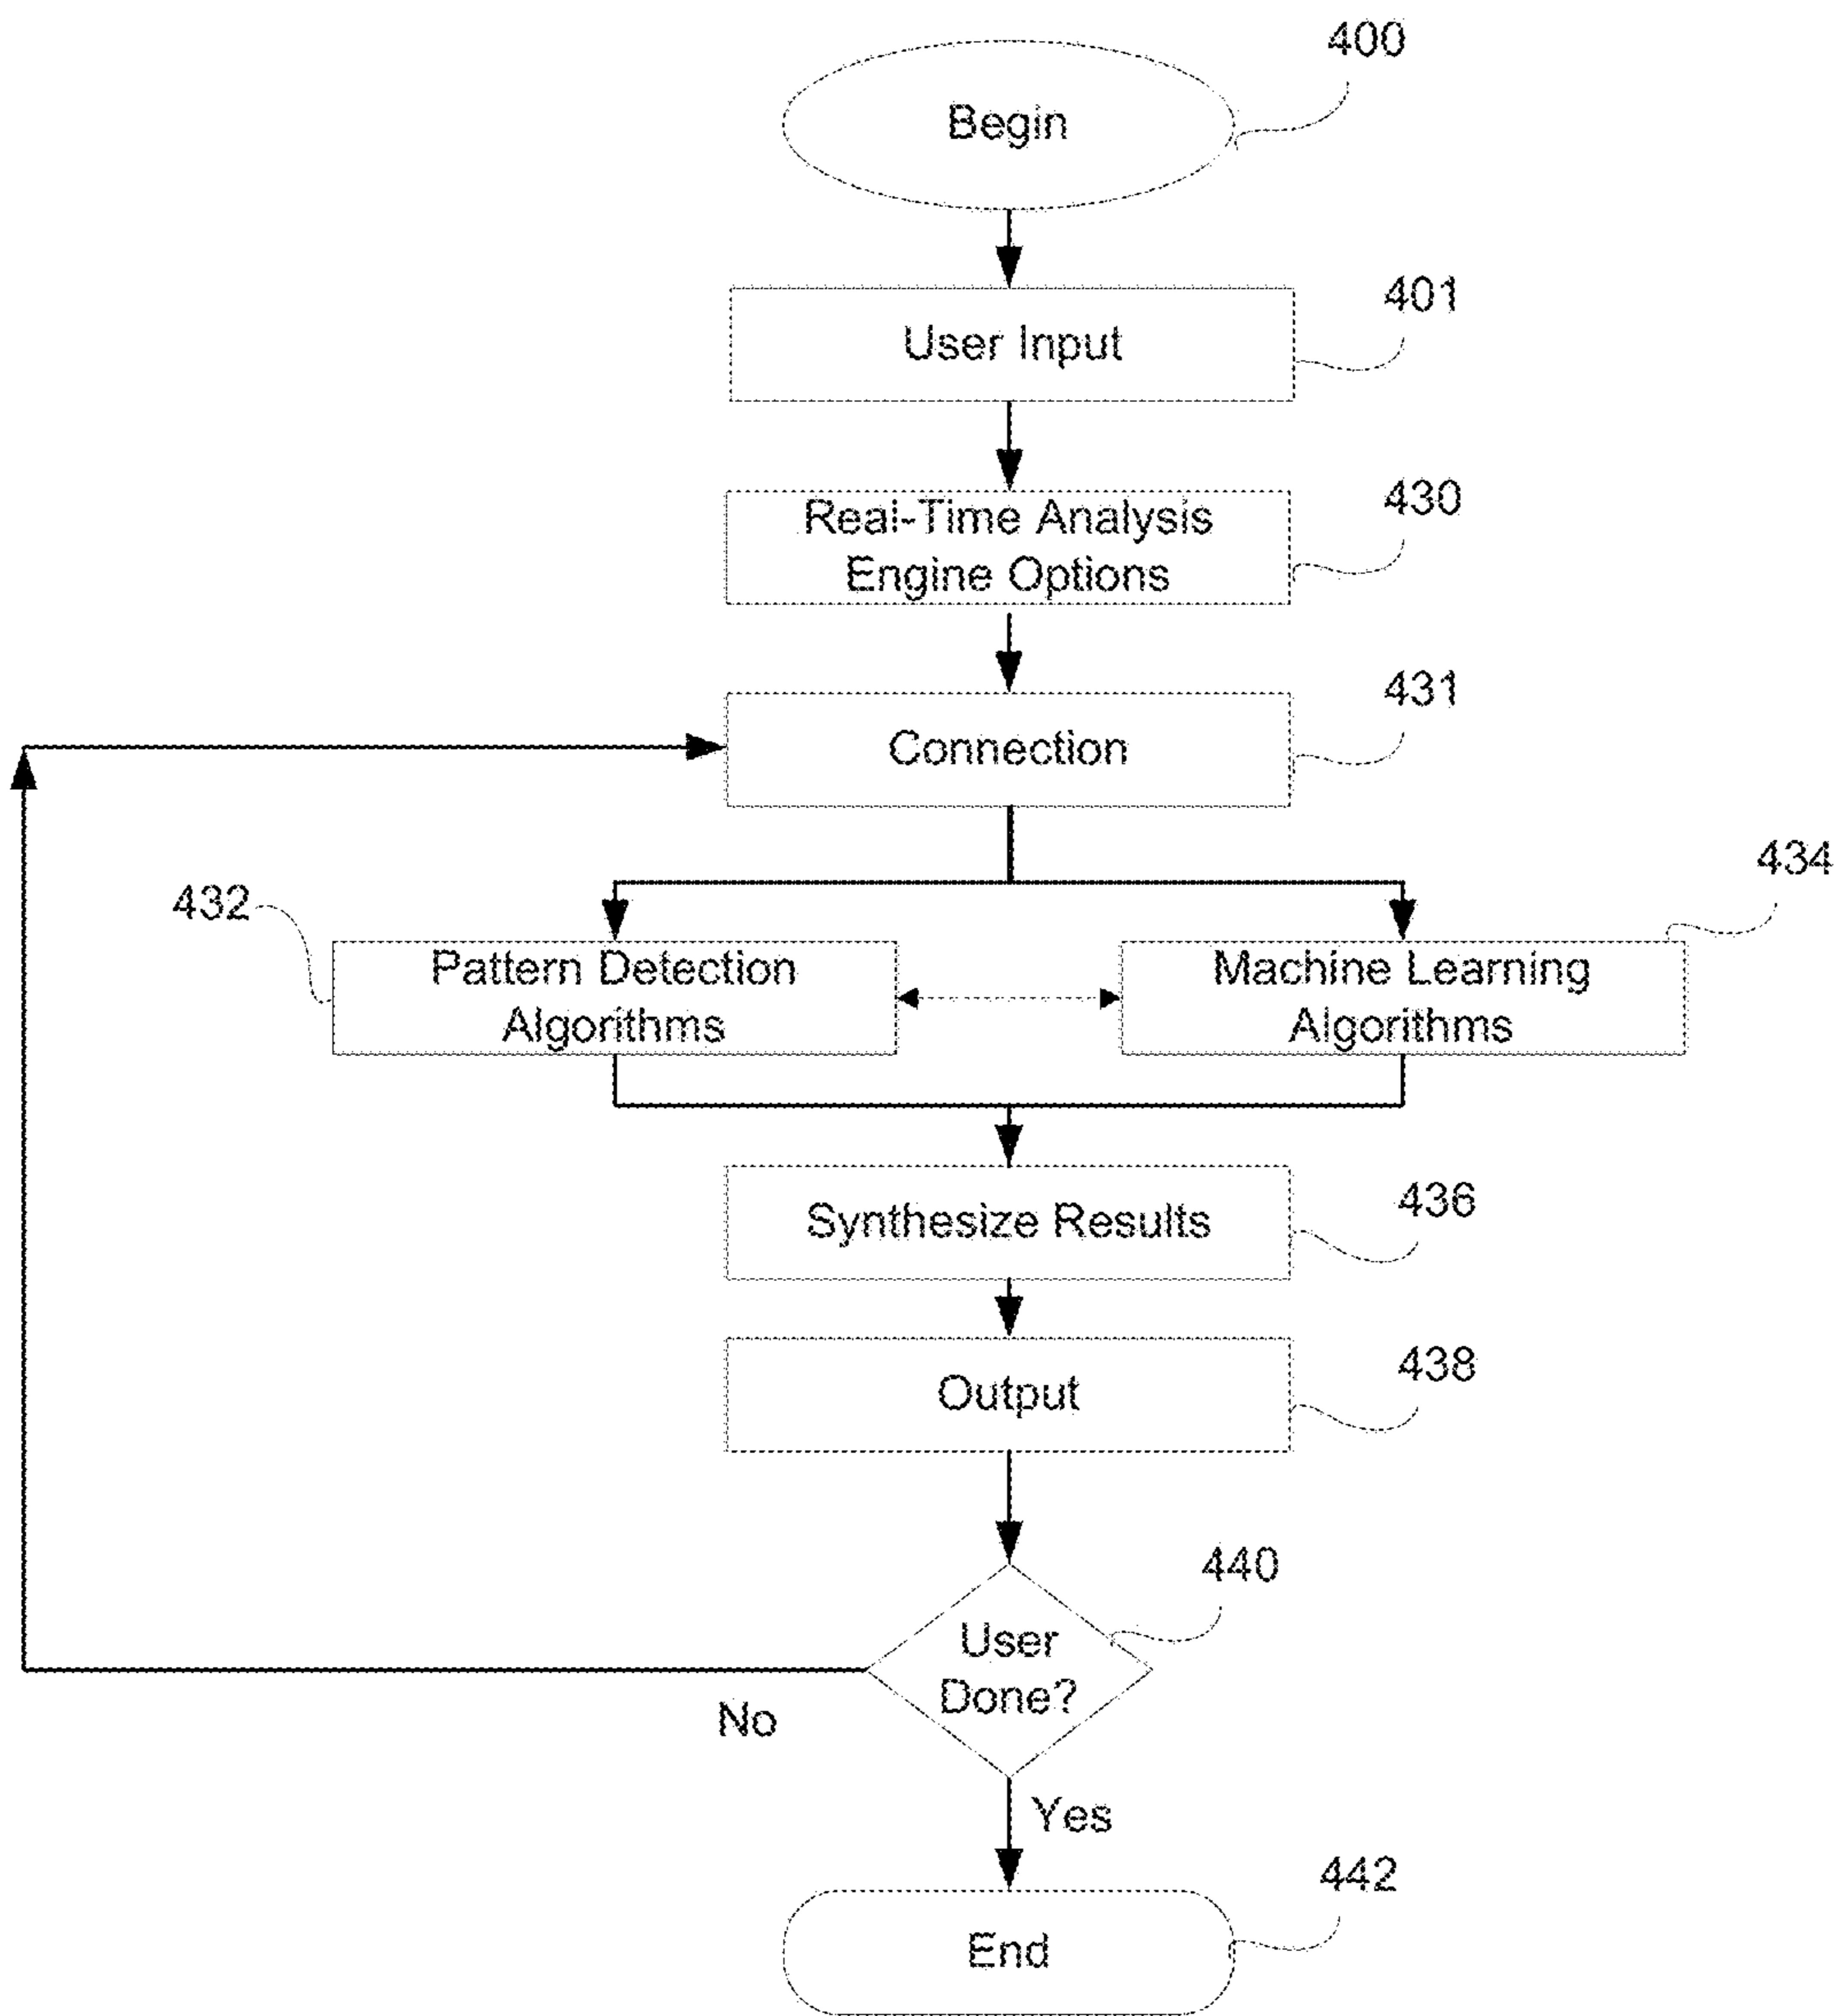 400
Begin
401
User Input
430
Real-Time Analysis
Engine Options
431
Connection
432
434
Pattern Detection
Algorithms
Machine Learning
Algorithms
436
Synthesize Results
438
Output
440
User
Done?
No
Yes
442
End